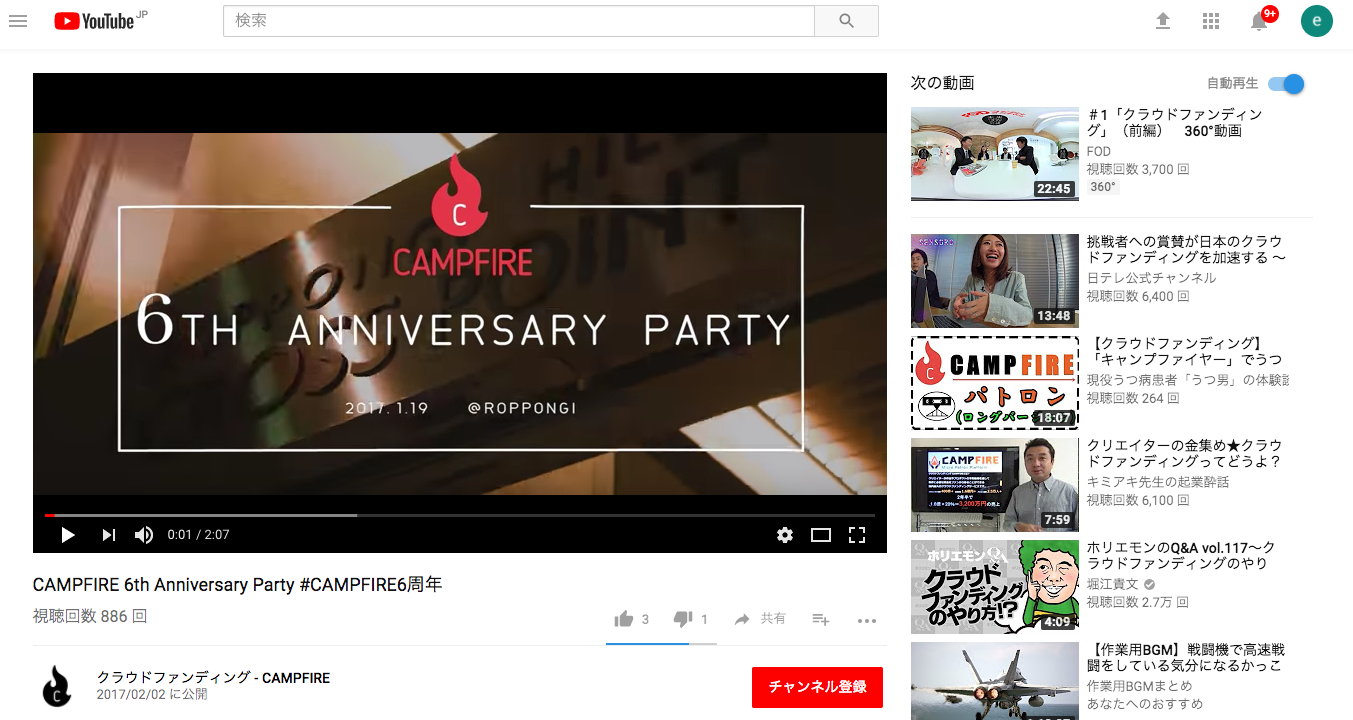 YouTube JP
検索
9+
e
C
CAMPFIRE
6TH ANNIVERSARY PARTY
2017.1.19 @ROPPONGI
0:01 / 2:07
CAMPFIRE 6th Anniversary Party #CAMPFIRE6周年
視聴回数 886 回
3
1
共有
C
クラウドファンディング - CAMPFIRE
2017/02/02 に公開
チャンネル登録
次の動画
自動再生
22:45
#1「クラウドファンディン
グ」（前編） 360°動画
FOD
視聴回数 3,700 回
360°
13:48
挑戦者への賞賛が日本のクラウ
ドファンディングを加速する ～
日テレ公式チャンネル
視聴回数 6,400 回
C CAMPFIRE
パトロン
18:07
【クラウドファンディング】
「キャンプファイヤー」でうつ
現役うつ病患者「うつ男」の体験談
視聴回数 264 回
CAMPFIRE
7:59
クリエイターの金集め★クラウ
ドファンディングってどうよ？
キミアキ先生の起業酔話
視聴回数 6,100 回
ホリエモン
クラウド
ファンディング
のやり方!?
4:09
ホリエモンのQ&A vol.117～ク
ラウドファンディングのやり
堀江貴文
視聴回数 2.7万 回
【作業用BGM】戦闘機で高速戦
闘をしている気分になるかっこ
作業用BGMまとめ
あなたへのおすすめ